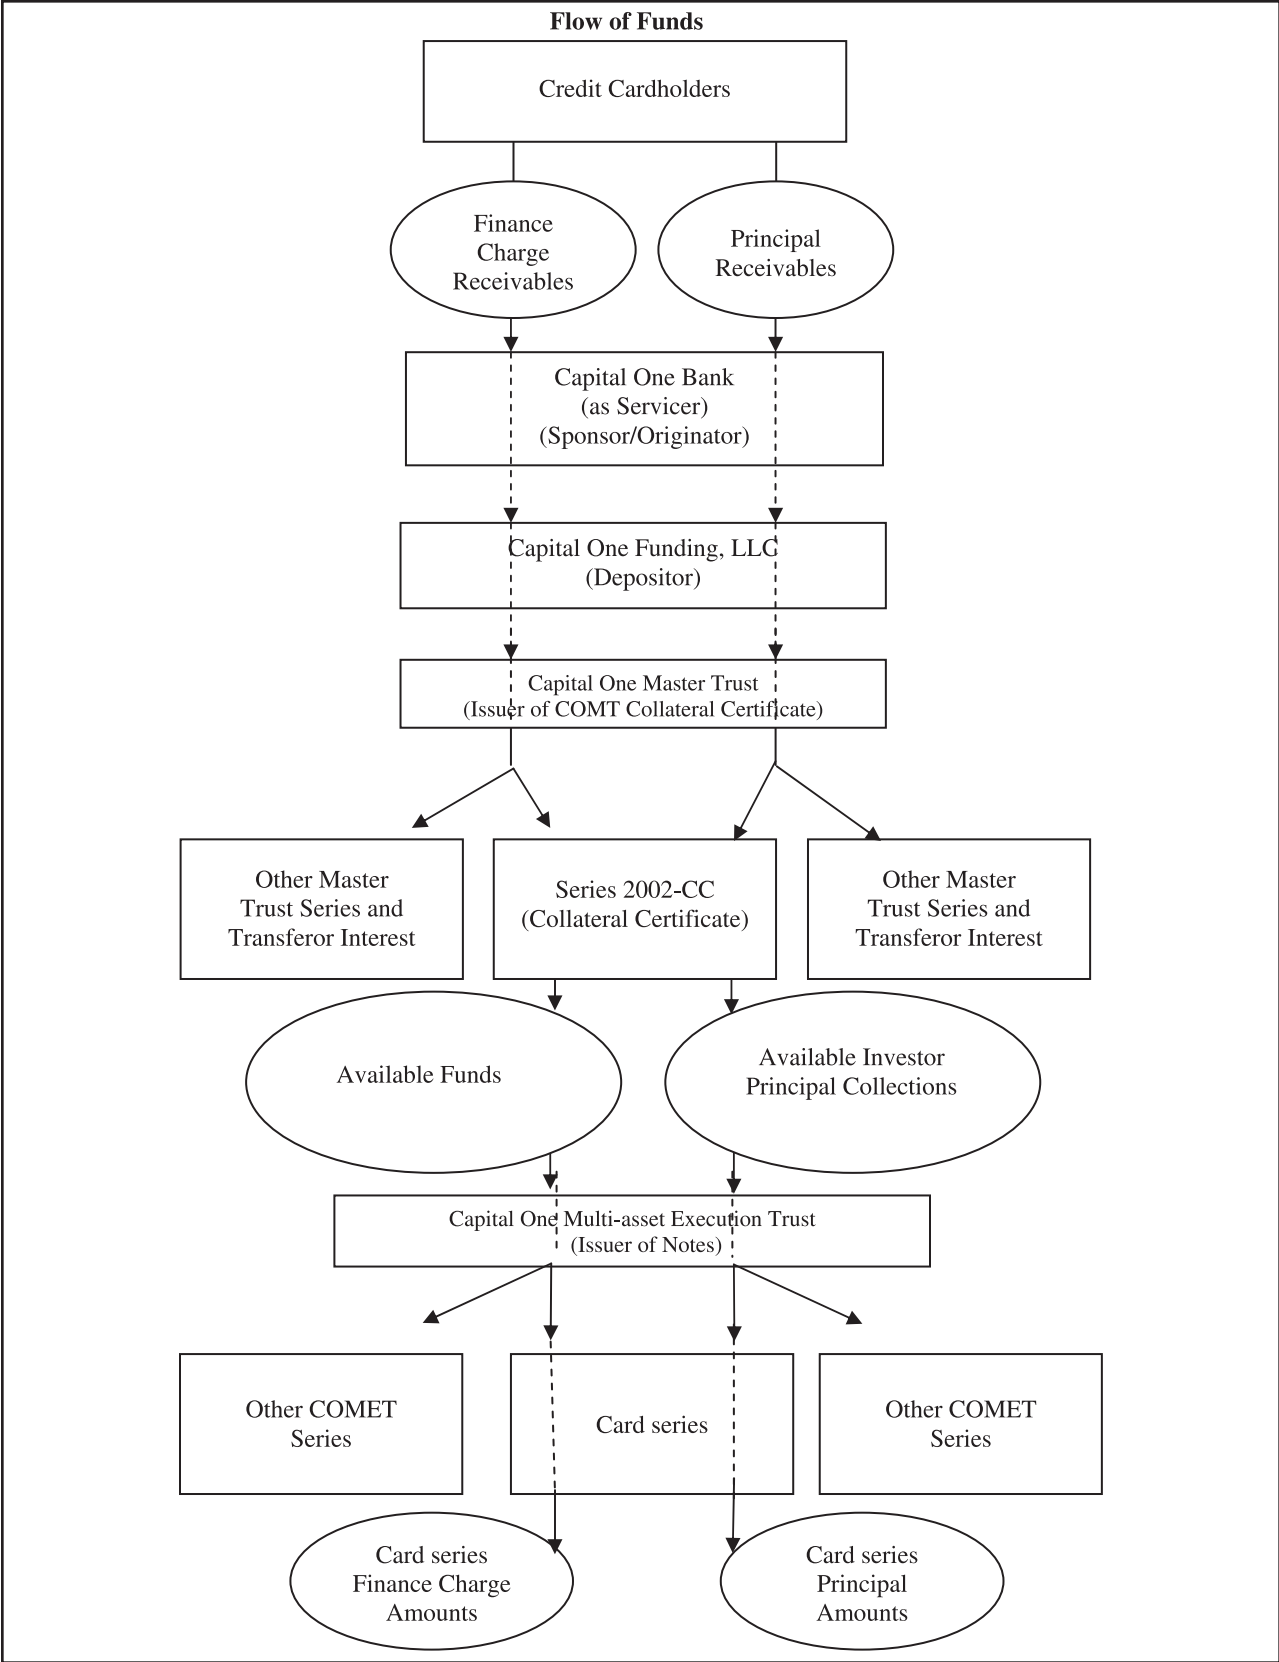 Flow of Funds
Credit Cardholders
Finance
Charge
Receivables
Principal
Receivables
Capital One Bank
(as Servicer)
(Sponsor/Originator)
Capital One Funding, LLC
(Depositor)
Capital One Master Trust
(Issuer of COMT Collateral Certificate)
Other Master
Trust Series and
Transferor Interest
Series 2002-CC
(Collateral Certificate)
Other Master
Trust Series and
Transferor Interest
Available Funds
Available Investor
Principal Collections
Capital One Multi-asset Execution Trust
(Issuer of Notes)
Other COMET
Series
Card series
Other COMET
Series
Card series
Finance Charge
Amounts
Card series
Principal
Amounts